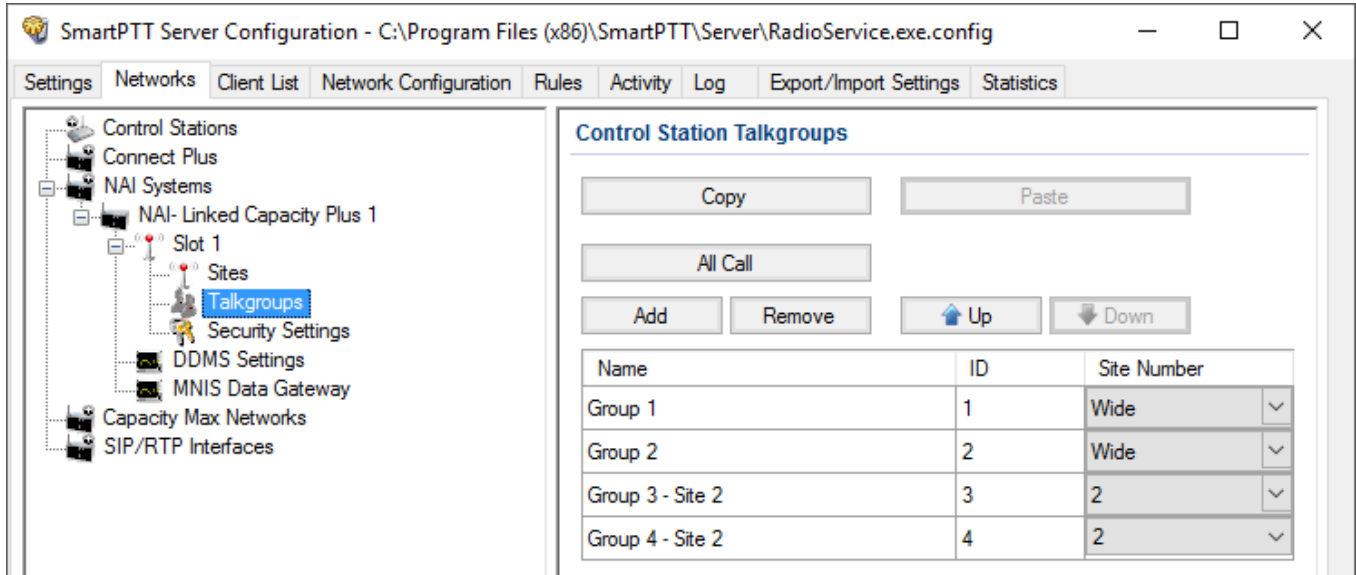 SmartPTT Server Configuration - C:\Program Files (x86)\SmartPTT\Server\RadioService.exe.config
Settings Networks Client List Network Configuration Rules Activity Log Export/Import Settings Statistics
Control Stations
Connect Plus
NAI Systems
NAI- Linked Capacity Plus 1
Slot 1
Sites
Talkgroups
Security Settings
DDMS Settings
MNIS Data Gateway
Capacity Max Networks
SIP/RTP Interfaces
Control Station Talkgroups
Copy Paste
All Call
Add Remove Up Down
Name ID Site Number
Group 1 1 Wide
Group 2 2 Wide
Group 3 - Site 2 3 2
Group 4 - Site 2 4 2